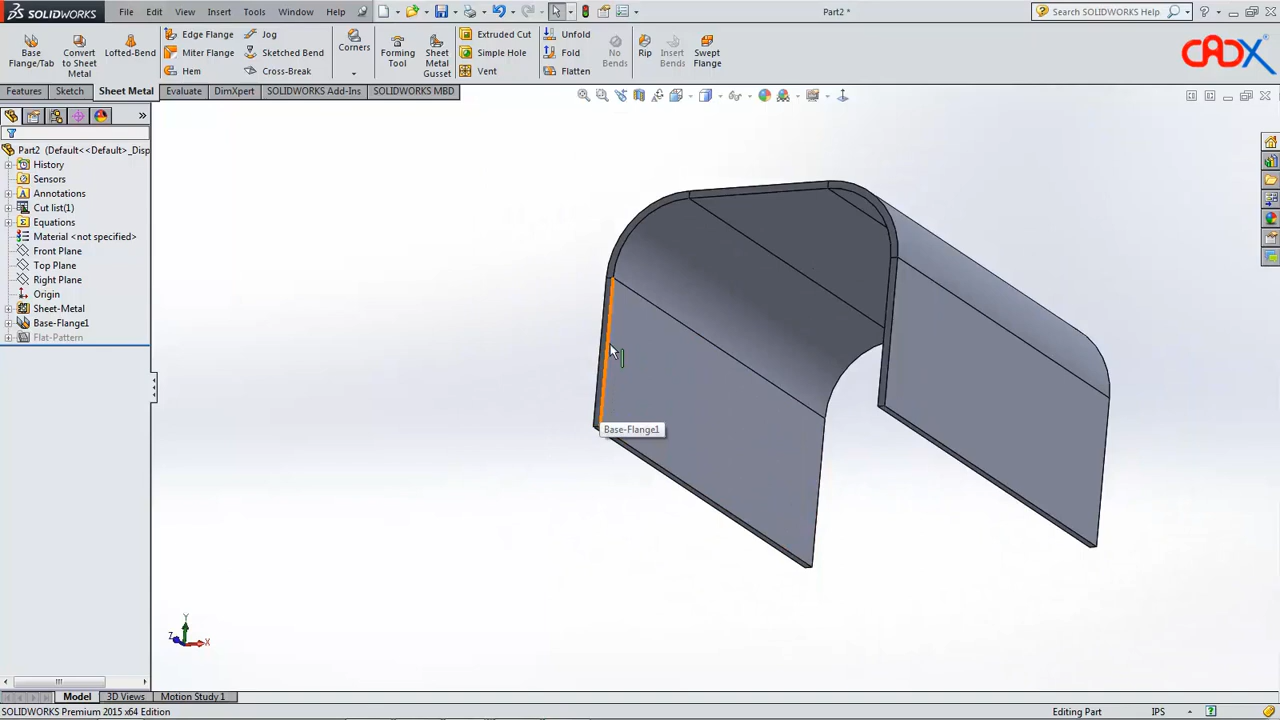 SOLIDWORKS
File Edit View Insert Tools Window Help
Part2 *
Search SOLIDWORKS Help
Base Flange/Tab
Convert to Sheet Metal
Lofted-Bend
Edge Flange
Miter Flange
Hem
Jog
Sketched Bend
Cross-Break
Corners
Forming Tool
Sheet Metal Gusset
Extruded Cut
Simple Hole
Vent
Unfold
Fold
Flatten
No Bends
Rip
Insert Bends
Swept Flange
CADX
Features Sketch Sheet Metal Evaluate DimXpert SOLIDWORKS Add-Ins SOLIDWORKS MBD
Part2 (Default<<Default>_Disp
History
Sensors
Annotations
Cut list(1)
Equations
Material <not specified>
Front Plane
Top Plane
Right Plane
Origin
Sheet-Metal
Base-Flange1
Flat-Pattern
Base-Flange1
Y
Z
X
Model 3D Views Motion Study 1
SOLIDWORKS Premium 2015 x64 Edition
Editing Part
IPS